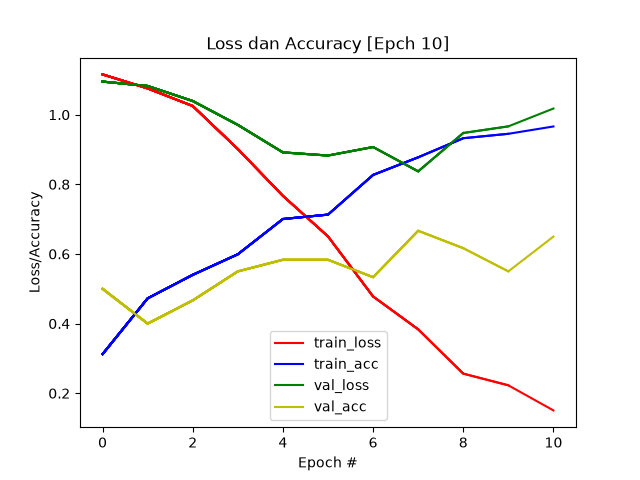 Loss dan Accuracy [Epch 10]
Loss/Accuracy
1.0
0.8
0.6
0.4
0.2
train_loss
train_acc
val_loss
val_acc
0 2 4 6 8 10
Epoch #